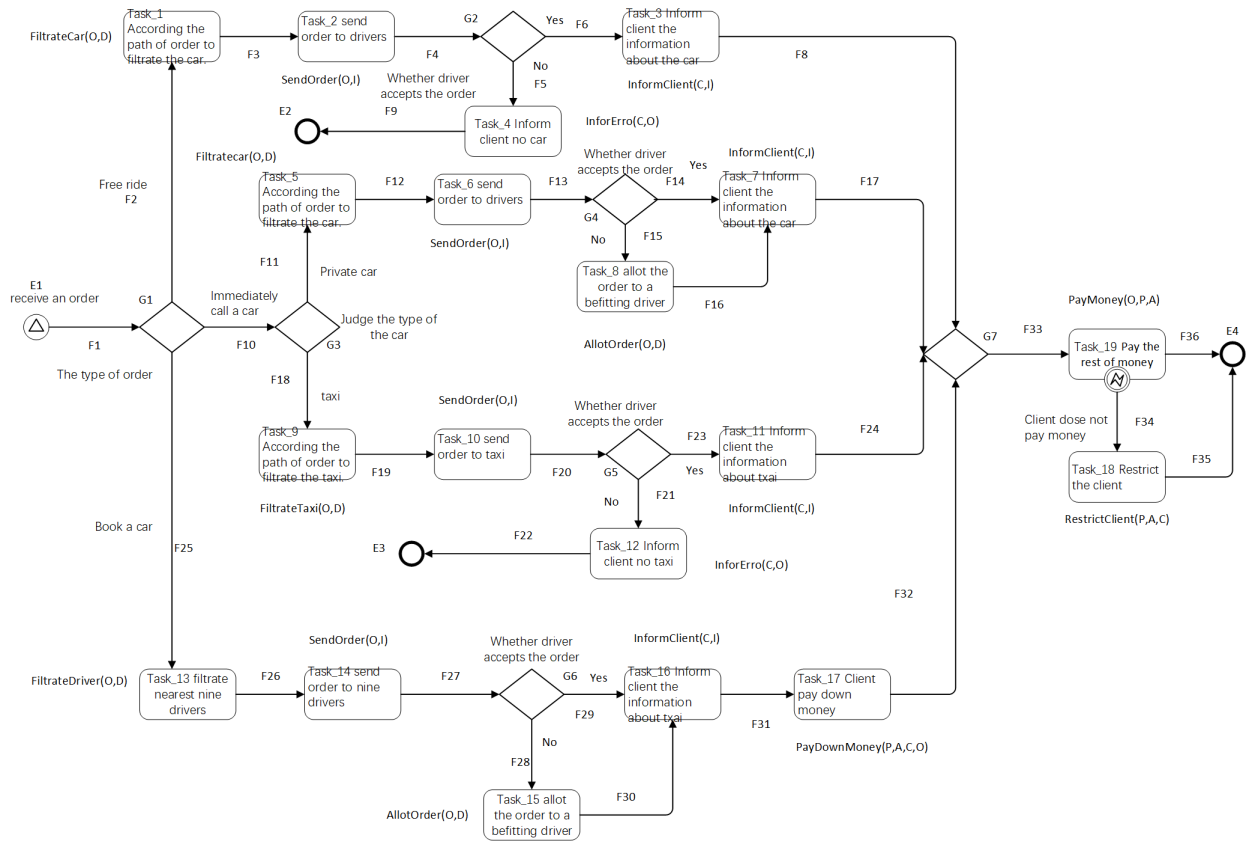 Task_1
According the
path of order to
filtrate the car.
FiltrateCar(O,D)
F3
Task_2 send
order to drivers
SendOrder(O,I)
F4
G2
Yes
F6
Task_3 Inform
client the
information
about the car
InformClient(C,I)
F8
No
F5
Whether driver
accepts the order
F9
E2
Task_4 Inform
client no car
InforErro(C,O)
Filtratecar(O,D)
Free ride
F2
Task_5
According the
path of order to
filtrate the car.
F12
Task_6 send
order to drivers
SendOrder(O,I)
F13
Whether driver
accepts the order
G4
Yes
F14
InformClient(C,I)
Task_7 Inform
client the
information
about the car
F17
No
F15
Task_8 allot the
order to a
befitting driver
F16
AllotOrder(O,D)
F11
Private car
E1
receive an order
F1
G1
The type of order
Immediately
call a car
F10
Judge the type of
the car
G3
F18
taxi
G7
F33
PayMoney(O,P,A)
Task_19 Pay the
rest of money
F36
E4
Client dose not
pay money
F34
F35
Task_18 Restrict
the client
RestrictClient(P,A,C)
SendOrder(O,I)
Task_9
According the
path of order to
filtrate the taxi.
FiltrateTaxi(O,D)
F19
Task_10 send
order to taxi
F20
Whether driver
accepts the order
G5
F23
Yes
Task_11 Inform
client the
information
about txai
InformClient(C,I)
F24
No
F21
F22
E3
Task_12 Inform
client no taxi
InforErro(C,O)
Book a car
F25
F32
FiltrateDriver(O,D)
Task_13 filtrate
nearest nine
drivers
F26
SendOrder(O,I)
Task_14 send
order to nine
drivers
F27
Whether driver
accepts the order
G6
Yes
F29
InformClient(C,I)
Task_16 Inform
client the
information
about txai
F31
Task_17 Client
pay down
money
PayDownMoney(P,A,C,O)
No
F28
F30
AllotOrder(O,D)
Task_15 allot
the order to a
befitting driver